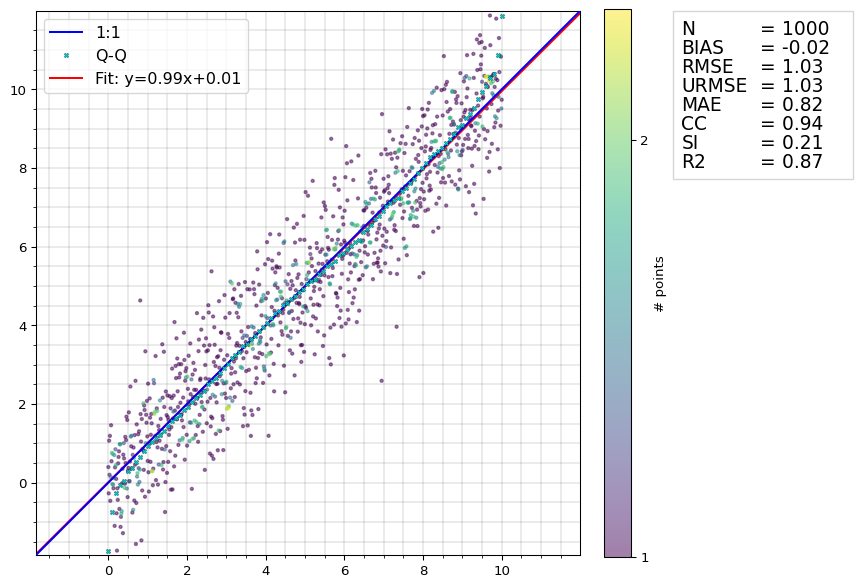 1:1
Q-Q
Fit: y=0.99x+0.01
10
8
6
4
2
0
0 2 4 6 8 10
2
1
# points
N = 1000
BIAS = -0.02
RMSE = 1.03
URMSE = 1.03
MAE = 0.82
CC = 0.94
SI = 0.21
R2 = 0.87